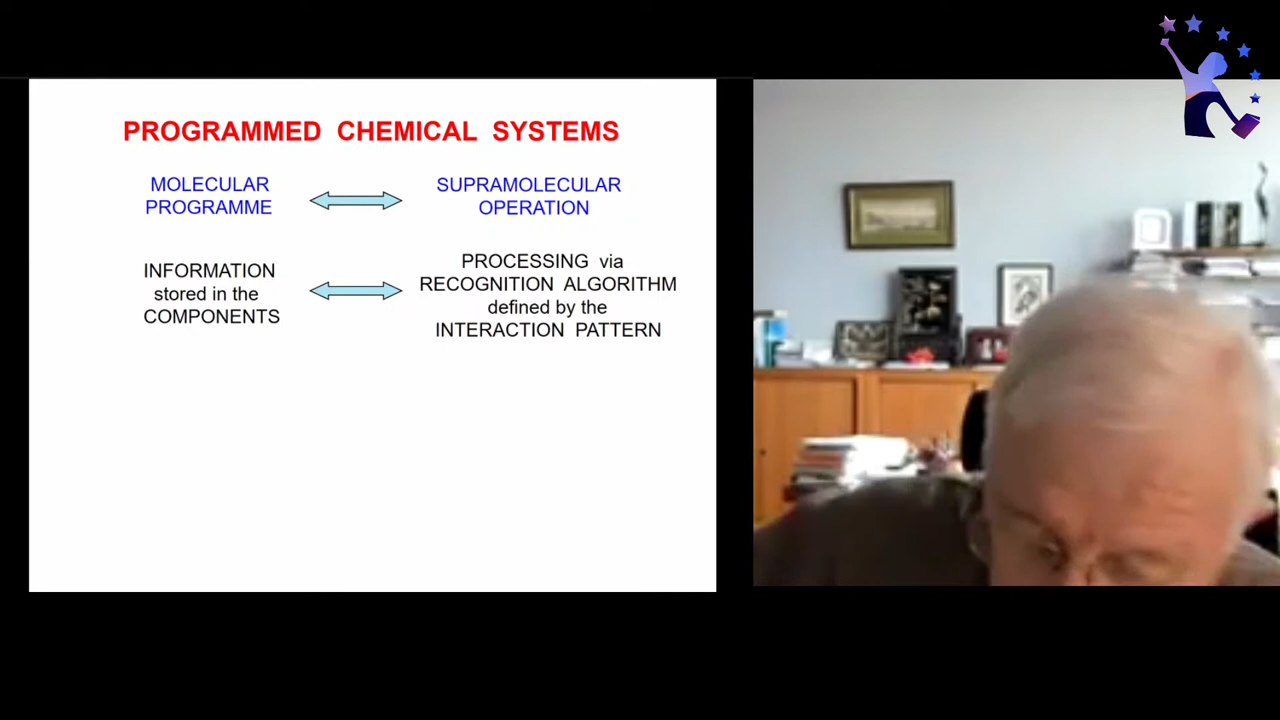 PROGRAMMED CHEMICAL SYSTEMS
MOLECULAR
PROGRAMME
SUPRAMOLECULAR
OPERATION
INFORMATION
stored in the
COMPONENTS
PROCESSING via
RECOGNITION ALGORITHM
defined by the
INTERACTION PATTERN